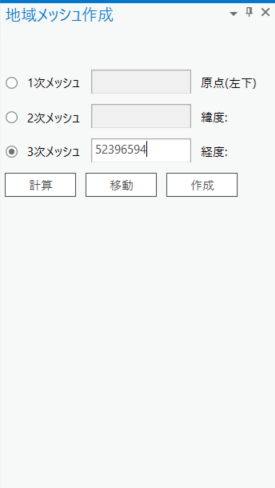 地域メッシュ作成
1次メッシュ 原点(左下)
2次メッシュ 緯度:
3次メッシュ 52396594 経度:
計算 移動 作成